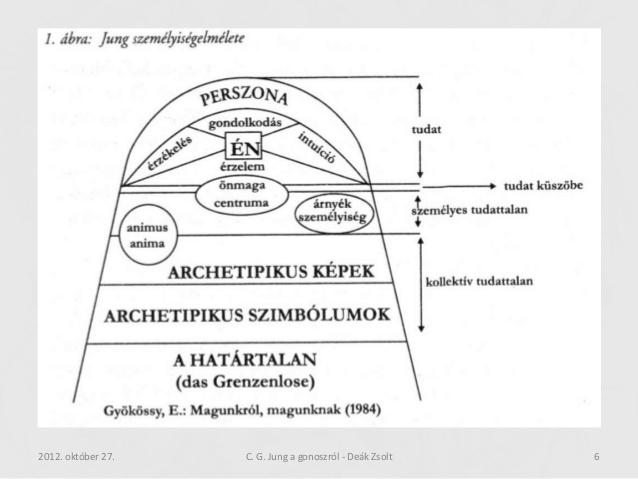 1. ábra: Jung személyiségelmélete
PERSZONA
gondolkodás
érzékelés
ÉN
intuíció
érzelem
tudat
önmaga
centruma
tudat küszöbe
árnyék
személyiség
személyes tudattalan
animus
anima
ARCHETIPIKUS KÉPEK
kollektív tudattalan
ARCHETIPIKUS SZIMBÓLUMOK
A HATÁRTALAN
(das Grenzenlose)
Gyökössy, E.: Magunkról, magunknak (1984)
2012. október 27.
C. G. Jung a gonoszról - Deák Zsolt
6